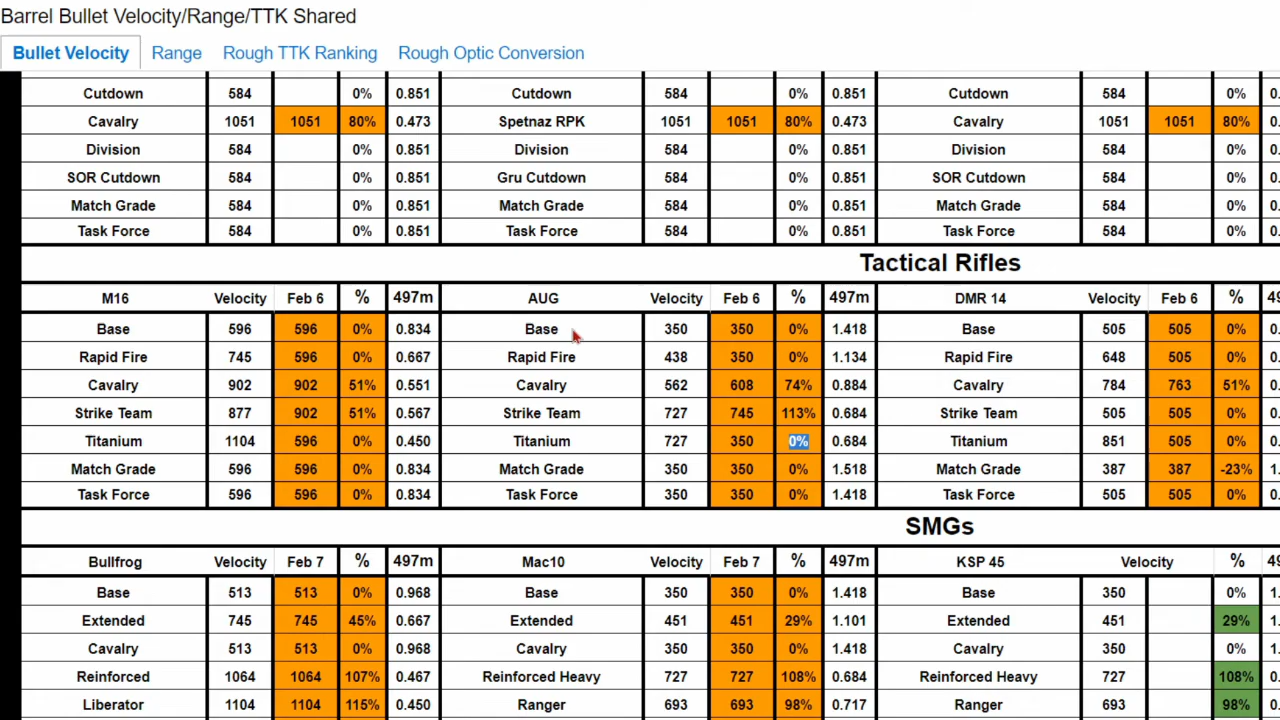 Barrel Bullet Velocity/Range/TTK Shared
Bullet Velocity Range Rough TTK Ranking Rough Optic Conversion
Cutdown 584 0% 0.851 Cutdown 584 0% 0.851 Cutdown 584 0% 0.
Cavalry 1051 1051 80% 0.473 Spetnaz RPK 1051 1051 80% 0.473 Cavalry 1051 1051 80% 0.
Division 584 0% 0.851 Division 584 0% 0.851 Division 584 0% 0.
SOR Cutdown 584 0% 0.851 Gru Cutdown 584 0% 0.851 SOR Cutdown 584 0% 0.
Match Grade 584 0% 0.851 Match Grade 584 0% 0.851 Match Grade 584 0% 0.
Task Force 584 0% 0.851 Task Force 584 0% 0.851 Task Force 584 0% 0.
Tactical Rifles
M16 Velocity Feb 6 % 497m AUG Velocity Feb 6 % 497m DMR 14 Velocity Feb 6 % 49
Base 596 596 0% 0.834 Base 350 350 0% 1.418 Base 505 505 0% 0.
Rapid Fire 745 596 0% 0.667 Rapid Fire 438 350 0% 1.134 Rapid Fire 648 505 0% 0.
Cavalry 902 902 51% 0.551 Cavalry 562 608 74% 0.884 Cavalry 784 763 51% 0.
Strike Team 877 902 51% 0.567 Strike Team 727 745 113% 0.684 Strike Team 505 505 0% 0.
Titanium 1104 596 0% 0.450 Titanium 727 350 0% 0.684 Titanium 851 505 0% 0.
Match Grade 596 596 0% 0.834 Match Grade 350 350 0% 1.518 Match Grade 387 387 -23% 1.
Task Force 596 596 0% 0.834 Task Force 350 350 0% 1.418 Task Force 505 505 0% 0.
SMGs
Bullfrog Velocity Feb 7 % 497m Mac10 Velocity Feb 7 % 497m KSP 45 Velocity % 49
Base 513 513 0% 0.968 Base 350 350 0% 1.418 Base 350 0% 1.
Extended 745 745 45% 0.667 Extended 451 451 29% 1.101 Extended 451 29% 1.
Cavalry 513 513 0% 0.968 Cavalry 350 350 0% 1.418 Cavalry 350 0% 1.
Reinforced 1064 1064 107% 0.467 Reinforced Heavy 727 727 108% 0.684 Reinforced Heavy 727 108% 0.
Liberator 1104 1104 115% 0.450 Ranger 693 693 98% 0.717 Ranger 693 98% 0.